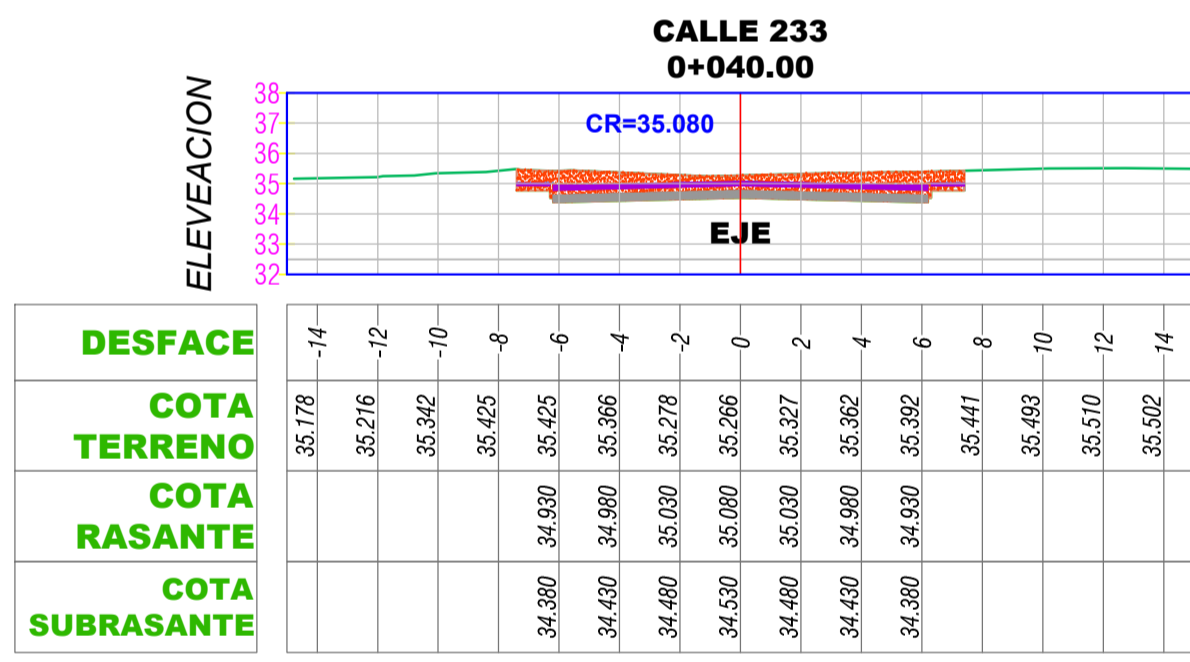 CALLE 233
0+040.00
ELEVEACION
38
37
36
35
34
33
32
CR=35.080
EJE
DESFACE -14 -12 -10 -8 -6 -4 -2 0 2 4 6 8 10 12 14
COTA
TERRENO 35.178 35.216 35.342 35.425 35.425 35.366 35.278 35.266 35.327 35.362 35.392 35.441 35.493 35.510 35.502
COTA
RASANTE 34.930 34.980 35.030 35.080 35.030 34.980 34.930
COTA
SUBRASANTE 34.380 34.430 34.480 34.530 34.480 34.430 34.380